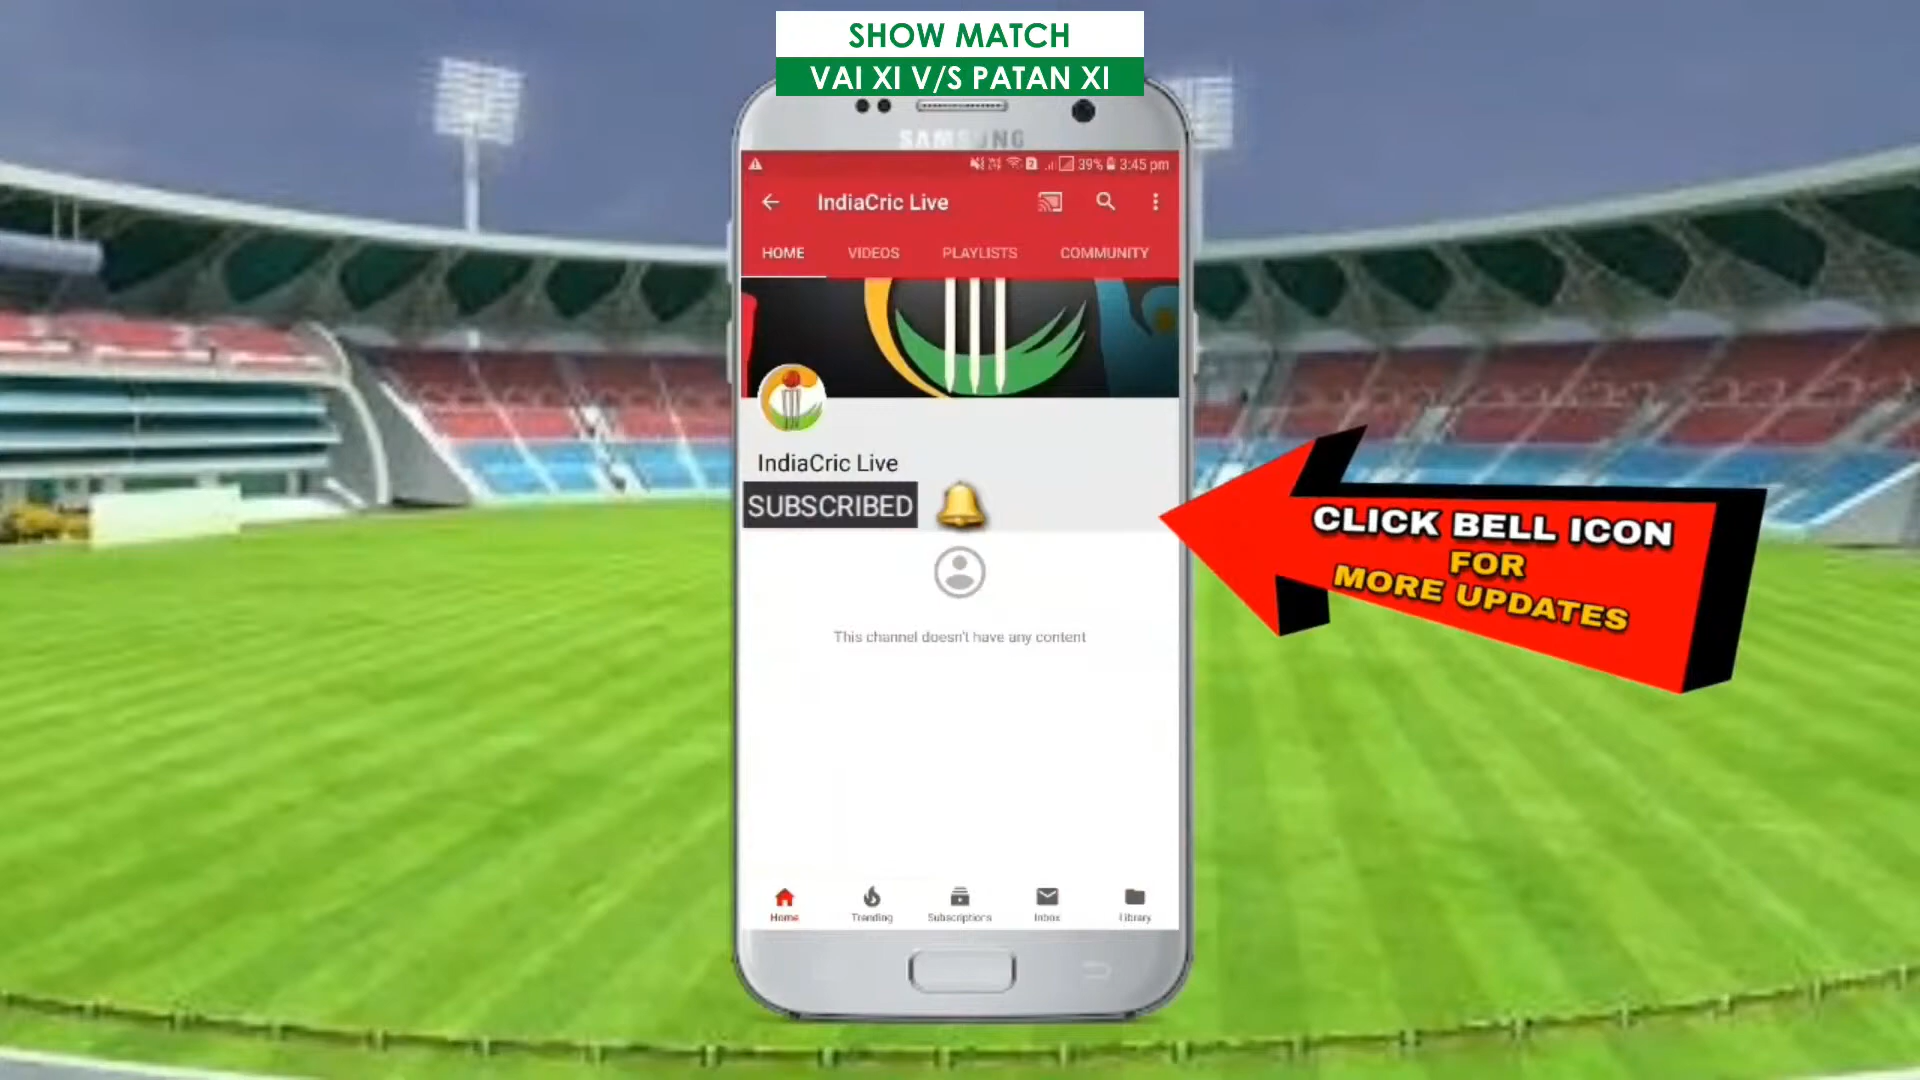 SHOW MATCH
VAI XI V/S PATAN XI
SAMSUNG
39% 3:45 pm
IndiaCric Live
HOME VIDEOS PLAYLISTS COMMUNITY
IndiaCric Live
SUBSCRIBED
CLICK BELL ICON
FOR
MORE UPDATES
This channel doesn't have any content
Home Trending Subscriptions Inbox Library